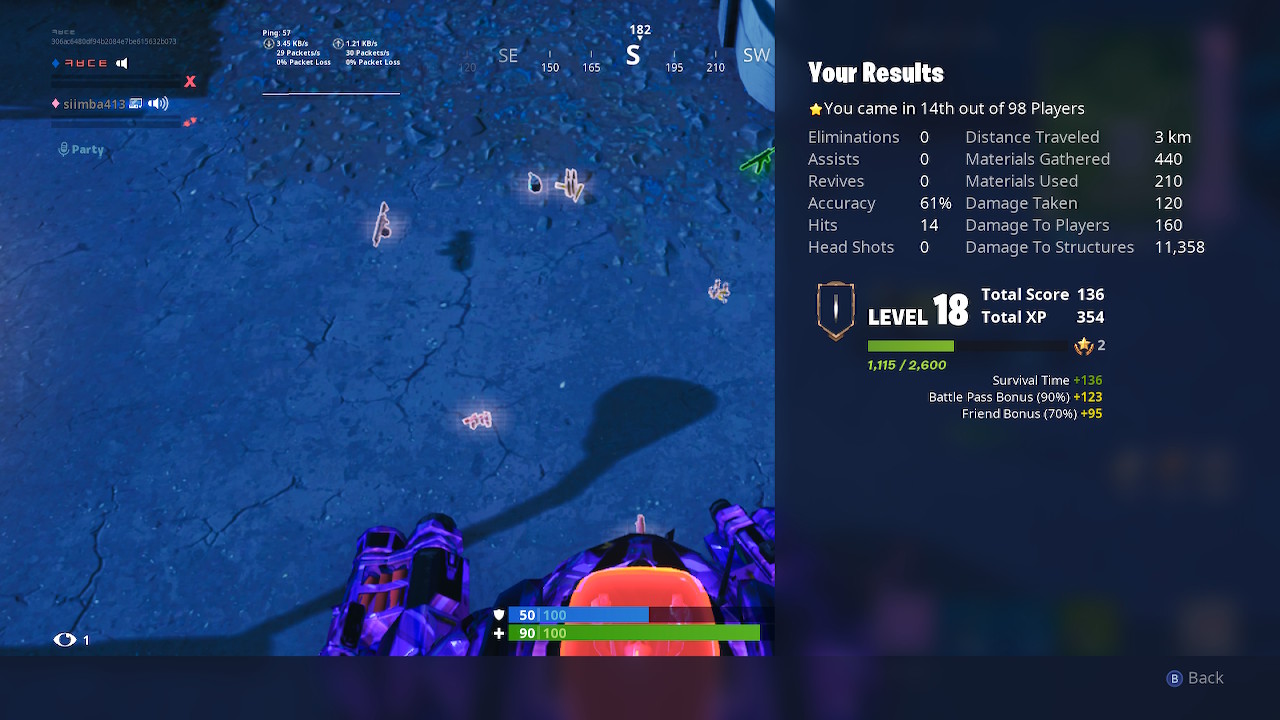 306ac6480df94b2084e7be615632b073
siimba413
Party
Ping: 57
3.45 KB/s 1.21 KB/s
29 Packets/s 30 Packets/s
0% Packet Loss 0% Packet Loss
182
120 SE 150 165 S 195 210 SW
1
50 100
90 100
Your Results
You came in 14th out of 98 Players
Eliminations 0 Distance Traveled 3 km
Assists 0 Materials Gathered 440
Revives 0 Materials Used 210
Accuracy 61% Damage Taken 120
Hits 14 Damage To Players 160
Head Shots 0 Damage To Structures 11,358
LEVEL 18
Total Score 136
Total XP 354
2
1,115 / 2,600
Survival Time +136
Battle Pass Bonus (90%) +123
Friend Bonus (70%) +95
B Back